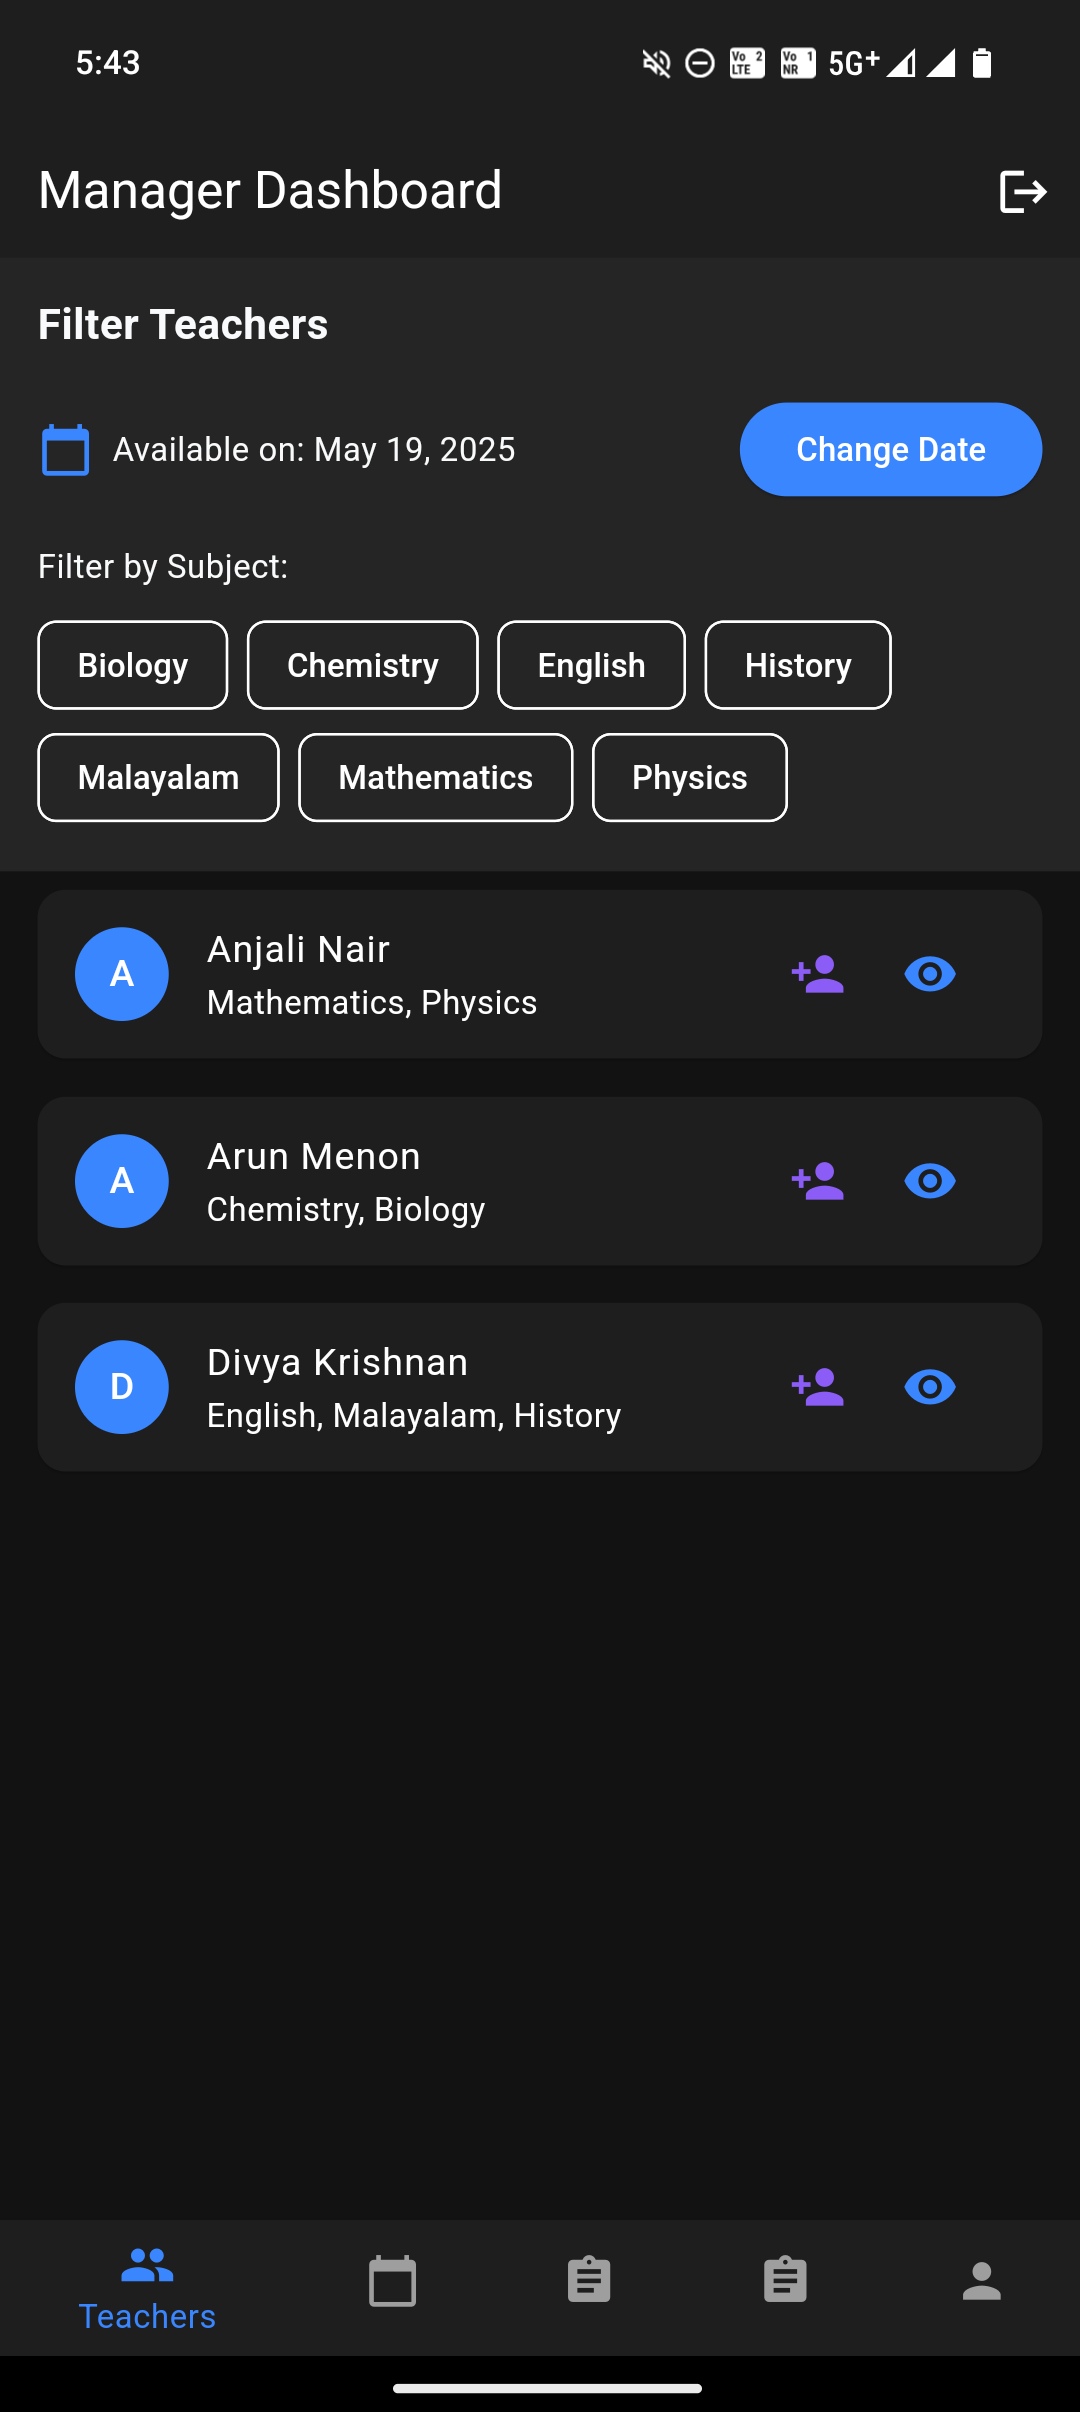 5:43 Vo 2 LTE Vo 1 NR 5G+
Manager Dashboard
Filter Teachers
Available on: May 19, 2025 Change Date
Filter by Subject:
Biology Chemistry English History
Malayalam Mathematics Physics
A Anjali Nair
Mathematics, Physics
A Arun Menon
Chemistry, Biology
D Divya Krishnan
English, Malayalam, History
Teachers